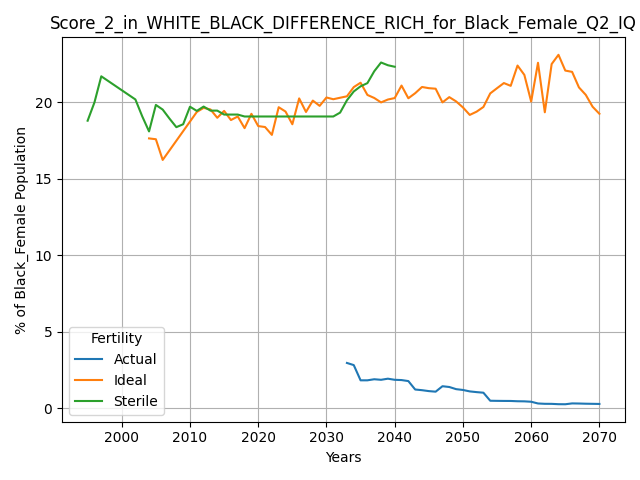 Score_2_in_WHITE_BLACK_DIFFERENCE_RICH_for_Black_Female_Q2_IQ
% of Black_Female Population
20
15
10
5
0
Fertility
Actual
Ideal
Sterile
2000 2010 2020 2030 2040 2050 2060 2070
Years